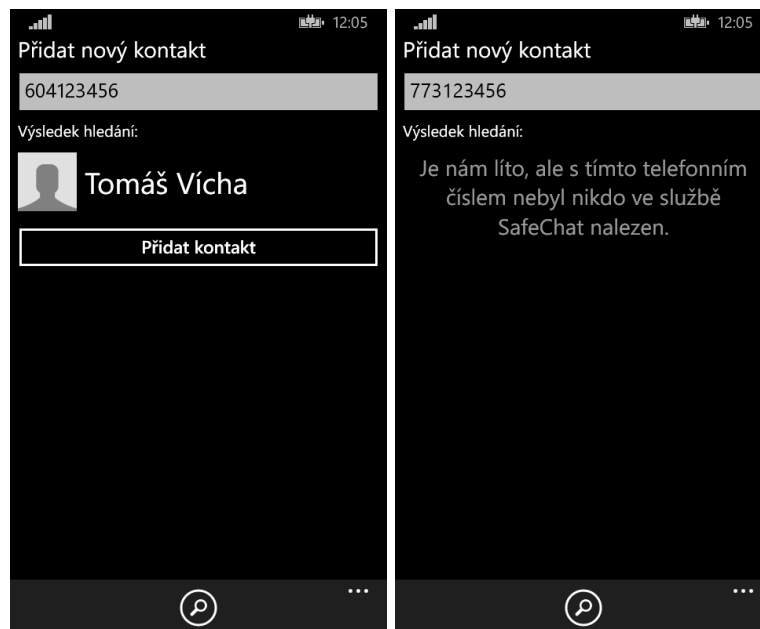 12:05
Přidat nový kontakt
604123456
Výsledek hledání:
Tomáš Vícha
Přidat kontakt
12:05
Přidat nový kontakt
773123456
Výsledek hledání:
Je nám líto, ale s tímto telefonním
číslem nebyl nikdo ve službě
SafeChat nalezen.